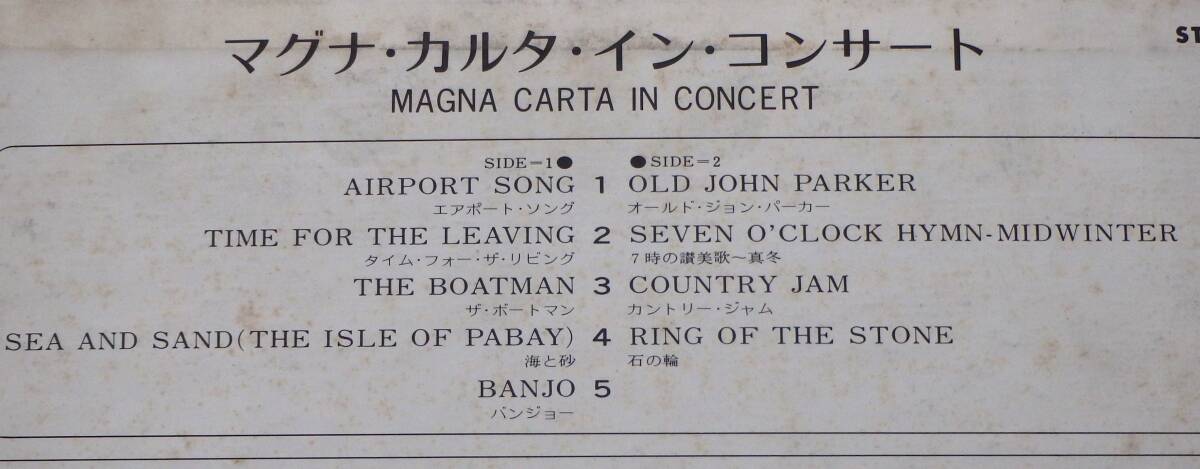 マグナ・カルタ・イン・コンサート
ST
MAGNA CARTA IN CONCERT
SIDE=1●
AIRPORT SONG 1
エアポート・ソング
TIME FOR THE LEAVING 2
タイム・フォー・ザ・リビング
THE BOATMAN 3
ザ・ボートマン
SEA AND SAND(THE ISLE OF PABAY) 4
海と砂
BANJO 5
バンジョー
●SIDE=2
OLD JOHN PARKER
オールド・ジョン・パーカー
SEVEN O'CLOCK HYMN-MIDWINTER
7時の讃美歌〜真冬
COUNTRY JAM
カントリー・ジャム
RING OF THE STONE
石の輪